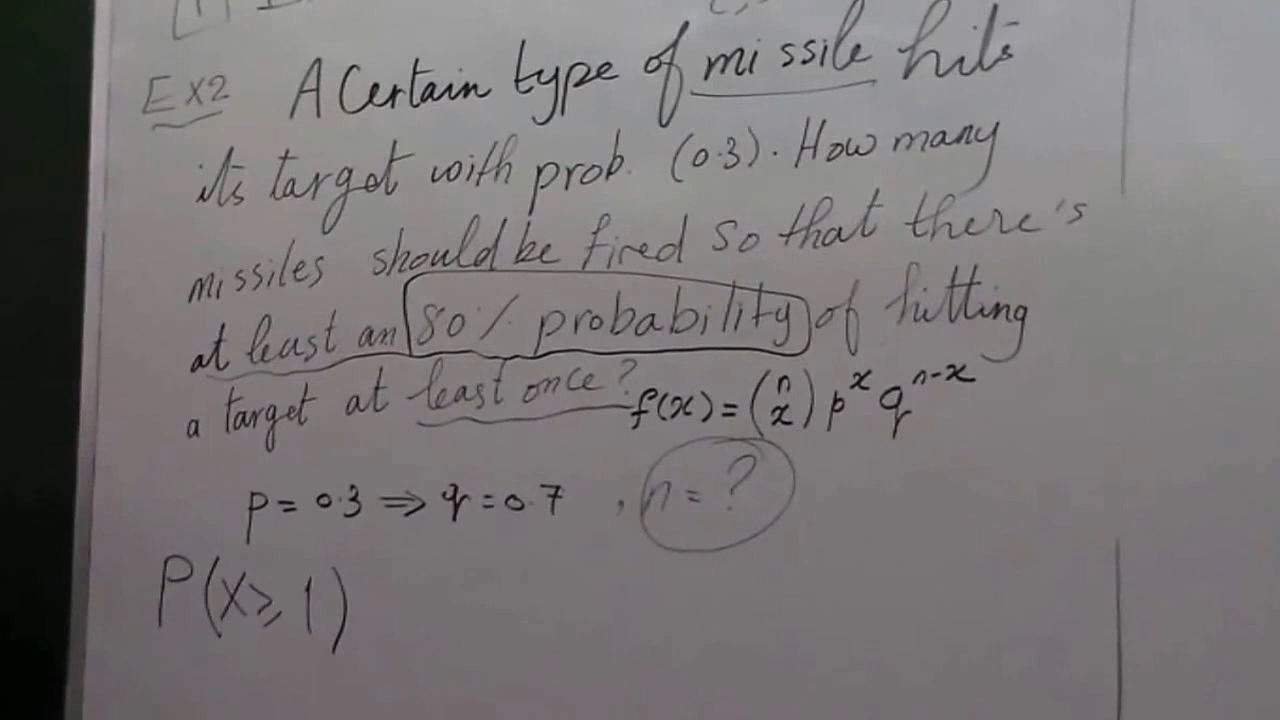 Ex2 A Certain type of missile hits
its target with prob. (0.3). How many
missiles should be fired so that there's
at least an 80% probability of hitting
a target at least once? f(x) = (n x) p^x q^n-x
p = 0.3 ⇒ q = 0.7 , n = ?
P(X ≥ 1)